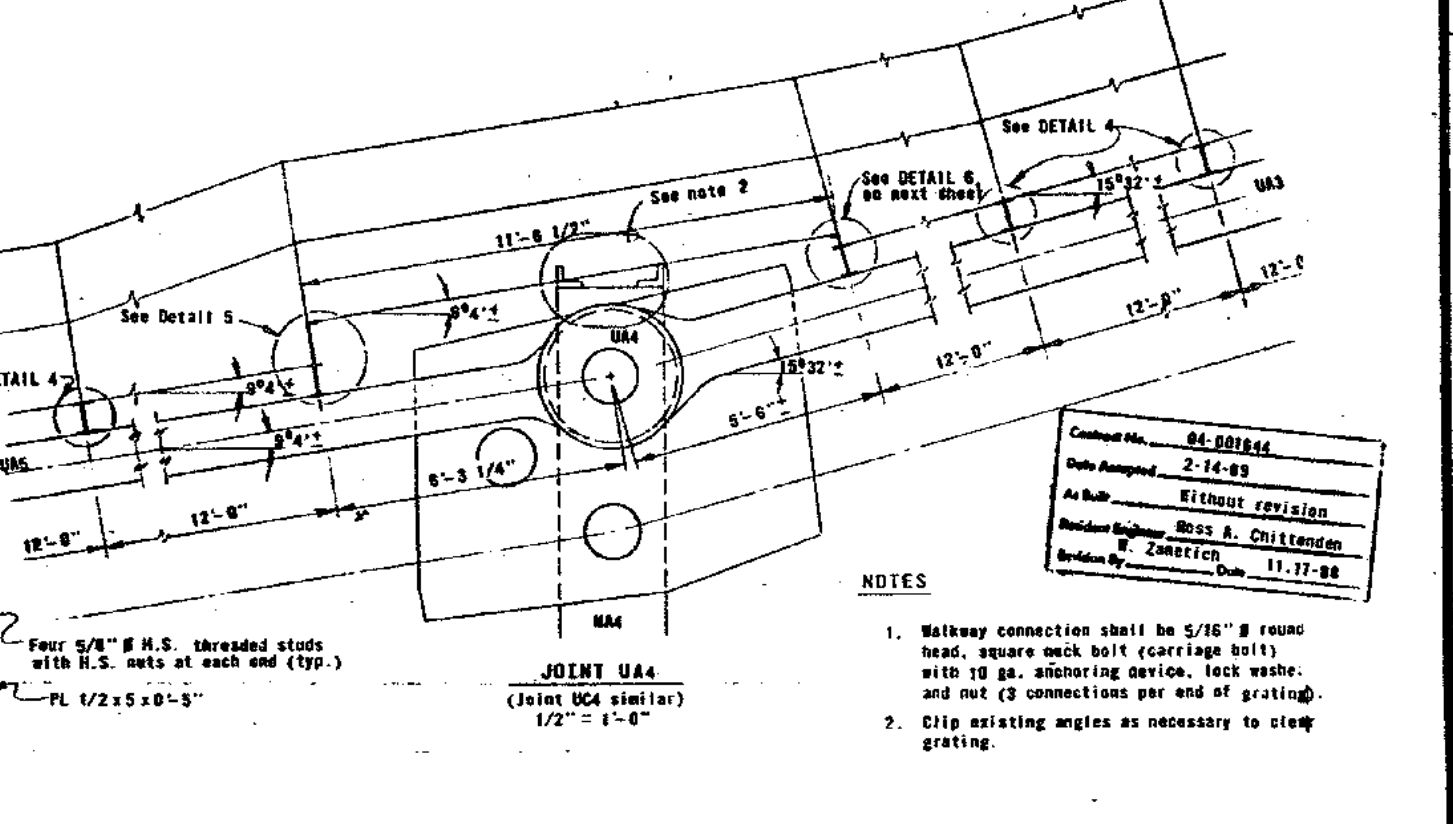 See DETAIL 4
See DETAIL 6
on next sheet
15°32'±
UA3
See note 2
11'-6 1/2"
12'-0"
See Detail 5
9°4'±
UA4
12'-0"
DETAIL 4
9°4'±
15°32'±
12'-0"
5'-6"±
9°4'±
UA5
6'-3 1/4"
12'-0"
12'-0"
Contract No. 04-001644
Date Accepted 2-14-89
As Built Without revision
Resident Engineer Ross A. Chittenden
Revision By W. Zametich Date 11-17-88
NOTES
Four 5/8" Ø H.S. threaded studs
with H.S. nuts at each end (typ.)
PL 1/2 x 5 x 0'-5"
MA4
JOINT UA4
(Joint UC4 similar)
1/2" = 1'-0"
1. Walkway connection shall be 5/16" Ø round
head, square neck bolt (carriage bolt)
with 10 ga. anchoring device, lock washe.
and nut (3 connections per end of grating).
2. Clip existing angles as necessary to clear
grating.